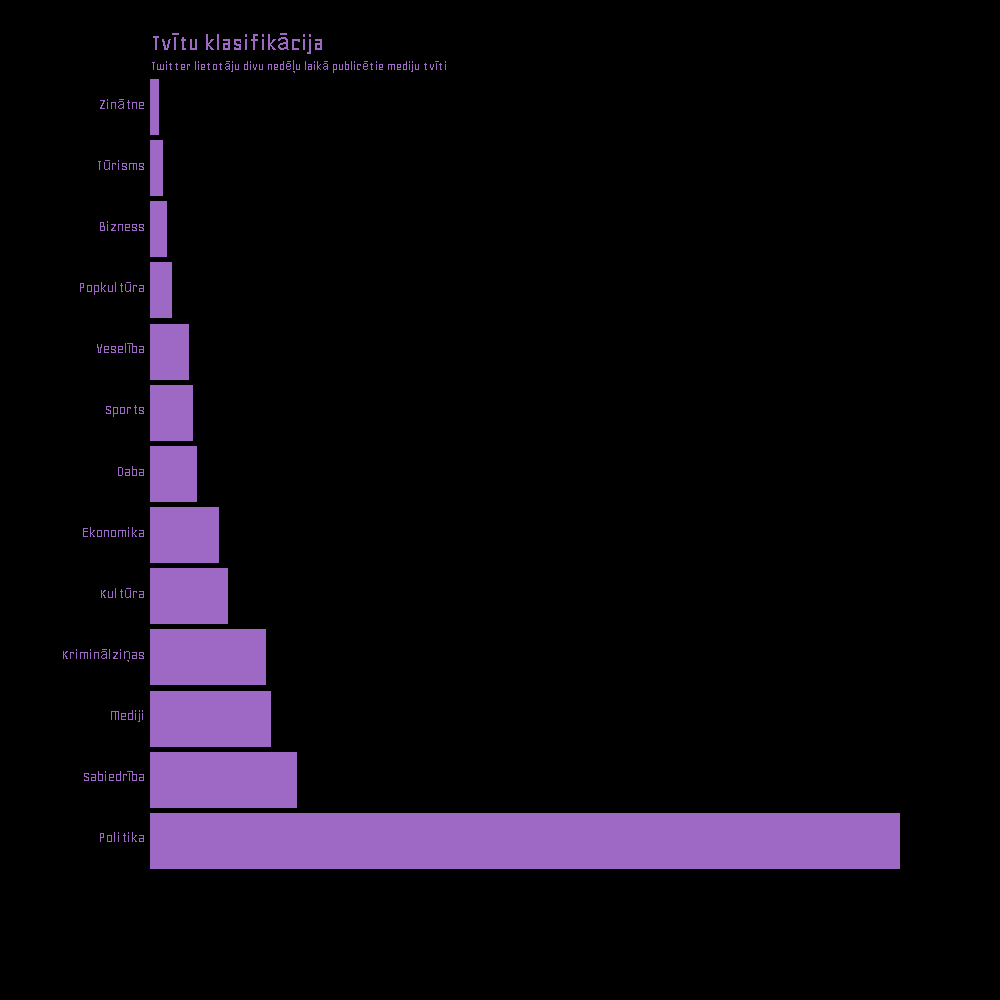 Tvītu klasifikācija
Twitter lietotāju divu nedēļu laikā publicētie mediju tvīti
Zinātne
Tūrisms
Bizness
Popkultūra
Veselība
Sports
Daba
Ekonomika
Kultūra
Kriminālziņas
Mediji
Sabiedrība
Politika